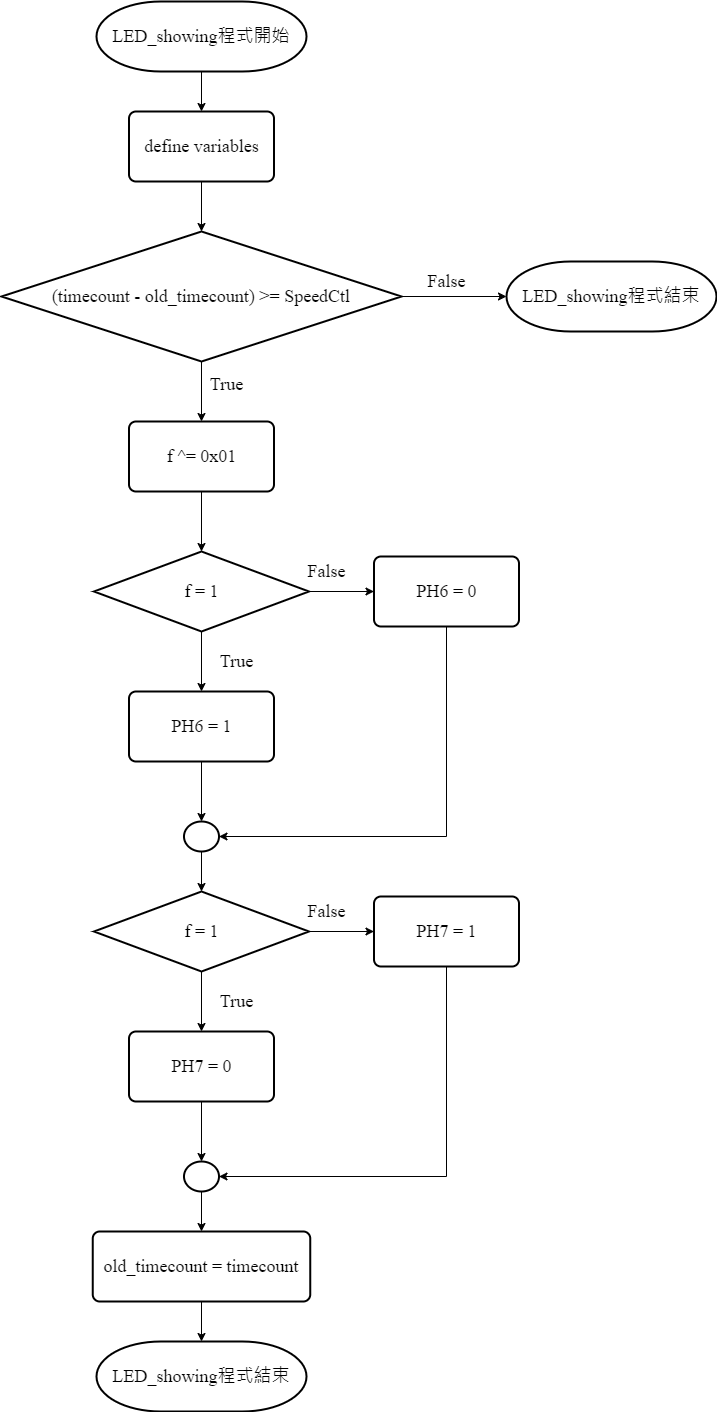 LED_showing程式開始
define variables
(timecount - old_timecount) >= SpeedCtl
False
LED_showing程式結束
True
f ^= 0x01
f = 1
False
PH6 = 0
True
PH6 = 1
f = 1
False
PH7 = 1
True
PH7 = 0
old_timecount = timecount
LED_showing程式結束